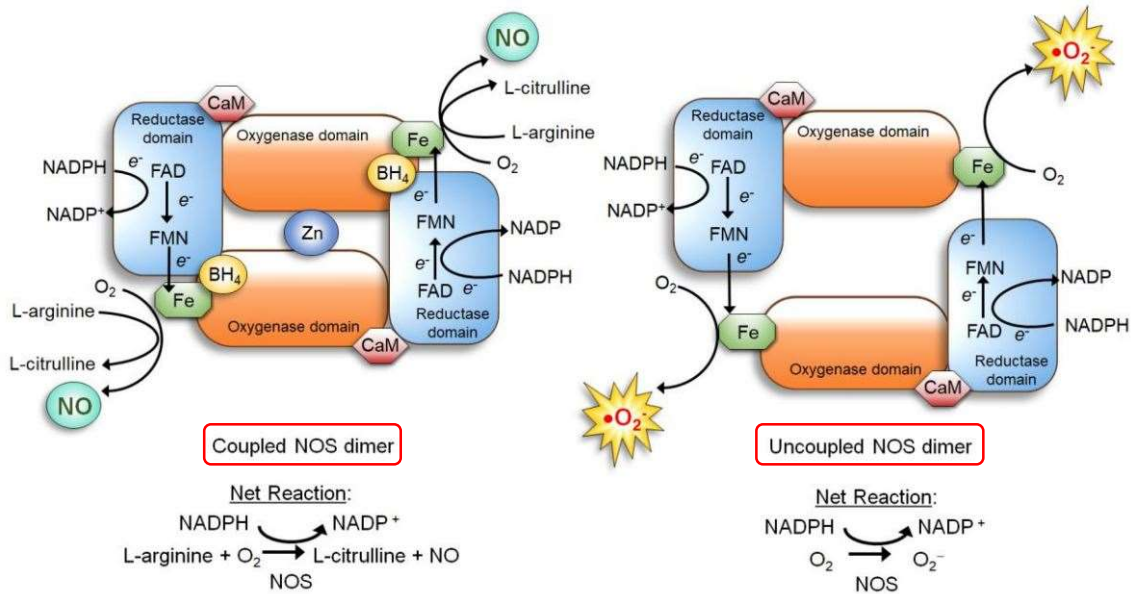 NO
L-citrulline
L-arginine
O₂
CaM
Reductase
domain
Oxygenase domain
Fe
BH₄
NADPH
e⁻
FAD
e⁻
NADP⁺
FMN
e⁻
Zn
e⁻
FMN
e⁻
FAD
e⁻
NADP
NADPH
Reductase
domain
BH₄
Fe
Oxygenase domain
CaM
O₂
L-arginine
L-citrulline
NO
Coupled NOS dimer
Net Reaction:
NADPH NADP⁺
L-arginine + O₂ L-citrulline + NO
NOS
•O₂⁻
CaM
Reductase
domain
Oxygenase domain
Fe
O₂
NADPH
e⁻
FAD
e⁻
NADP⁺
FMN
e⁻
e⁻
FMN
e⁻
FAD
e⁻
NADP
NADPH
Reductase
domain
O₂
Fe
Oxygenase domain
CaM
•O₂⁻
Uncoupled NOS dimer
Net Reaction:
NADPH NADP⁺
O₂ O₂⁻
NOS